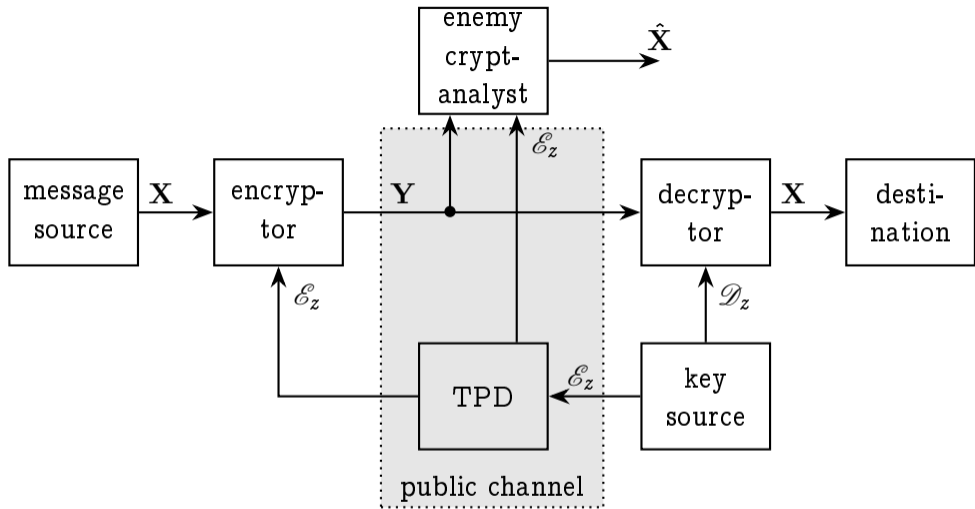 enemy
crypt-
analyst
X̂
ℰz
message
source
X
encryp-
tor
Y
decryp-
tor
X
desti-
nation
ℰz
𝒟z
TPD
ℰz
key
source
public channel